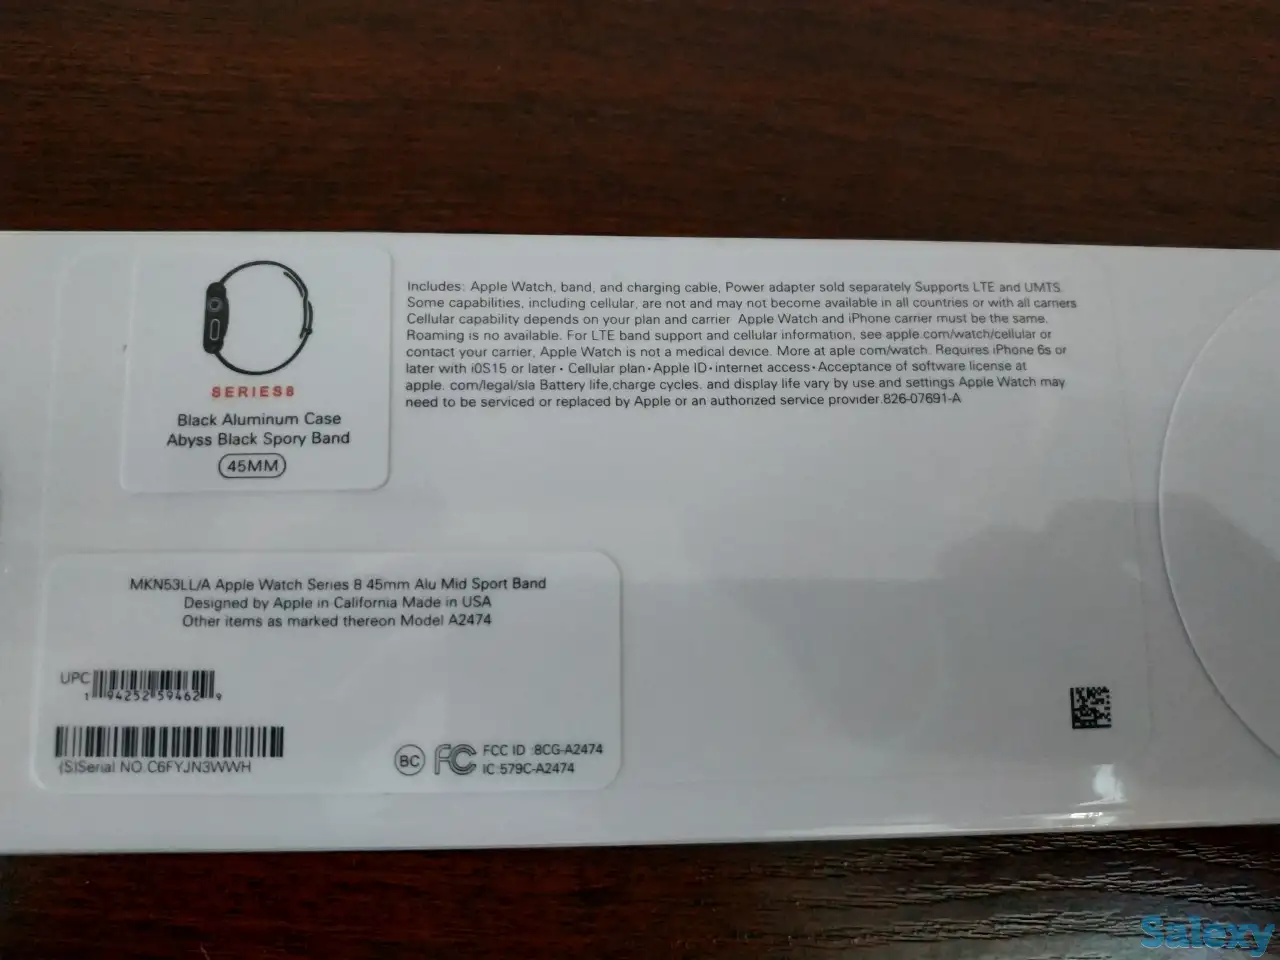 SERIES8
Black Aluminum Case
Abyss Black Spory Band
45MM
Includes: Apple Watch, band, and charging cable, Power adapter sold separately Supports LTE and UMTS
Some capabilities, including cellular, are not and may not become available in all countries or with all carriers
Cellular capability depends on your plan and carrier Apple Watch and iPhone carrier must be the same.
Roaming is no available. For LTE band support and cellular information, see apple.com/watch/cellular or
contact your carrier, Apple Watch is not a medical device. More at aple com/watch. Requires iPhone 6s or
later with i0S15 or later • Cellular plan • Apple ID • internet access • Acceptance of software license at
apple. com/legal/sla Battery life,charge cycles. and display life vary by use and settings Apple Watch may
need to be serviced or replaced by Apple or an authorized service provider.826-07691-A
MKN53LL/A Apple Watch Series 8 45mm Alu Mid Sport Band
Designed by Apple in California Made in USA
Other items as marked thereon Model A2474
UPC
1 94252 59462 9
(S)Serial NO.C6FYJN3WWH
BC FC FCC ID :8CG-A2474
IC:579C-A2474
Salexy